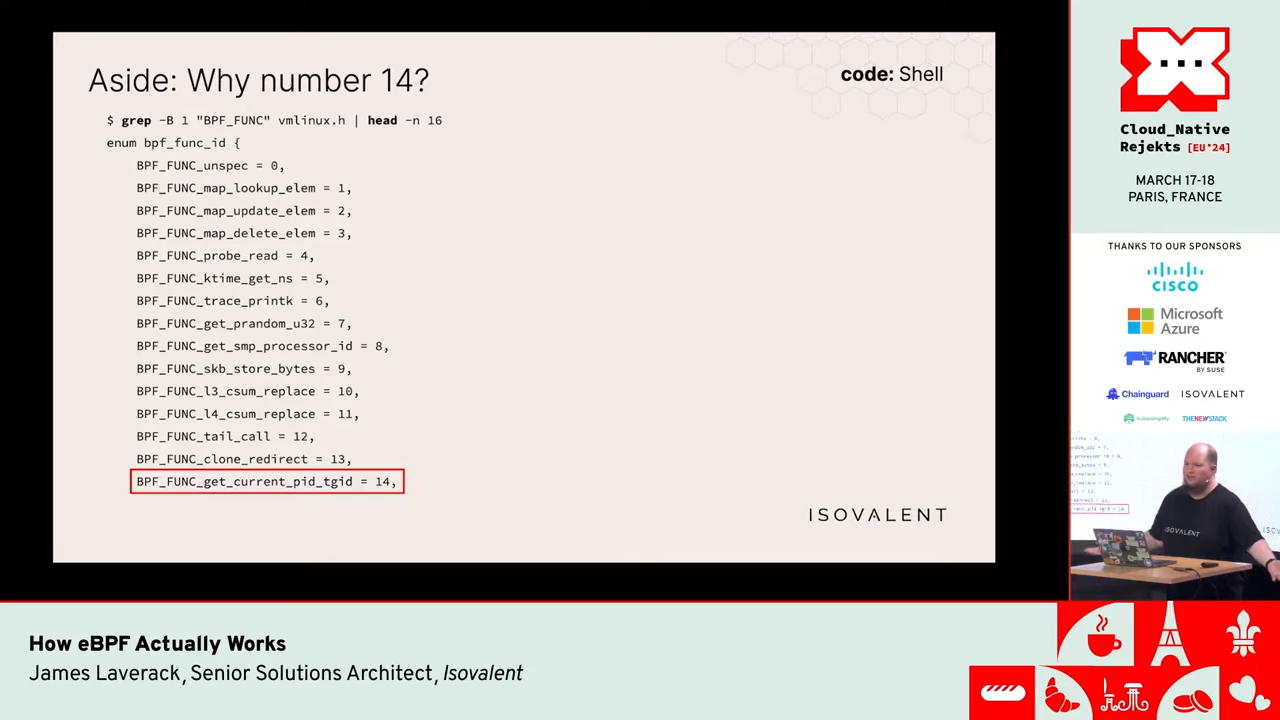 Aside: Why number 14?
code: Shell
$ grep -B 1 "BPF_FUNC" vmlinux.h | head -n 16
enum bpf_func_id {
BPF_FUNC_unspec = 0,
BPF_FUNC_map_lookup_elem = 1,
BPF_FUNC_map_update_elem = 2,
BPF_FUNC_map_delete_elem = 3,
BPF_FUNC_probe_read = 4,
BPF_FUNC_ktime_get_ns = 5,
BPF_FUNC_trace_printk = 6,
BPF_FUNC_get_prandom_u32 = 7,
BPF_FUNC_get_smp_processor_id = 8,
BPF_FUNC_skb_store_bytes = 9,
BPF_FUNC_l3_csum_replace = 10,
BPF_FUNC_l4_csum_replace = 11,
BPF_FUNC_tail_call = 12,
BPF_FUNC_clone_redirect = 13,
BPF_FUNC_get_current_pid_tgid = 14,
ISOVALENT
Cloud_Native
Rejekts [EU'24]
MARCH 17-18
PARIS, FRANCE
THANKS TO OUR SPONSORS
CISCO
Microsoft
Azure
RANCHER
BY SUSE
Chainguard ISOVALENT
Kubesimplify THENEWSTACK
ISOVALENT
How eBPF Actually Works
James Laverack, Senior Solutions Architect, Isovalent